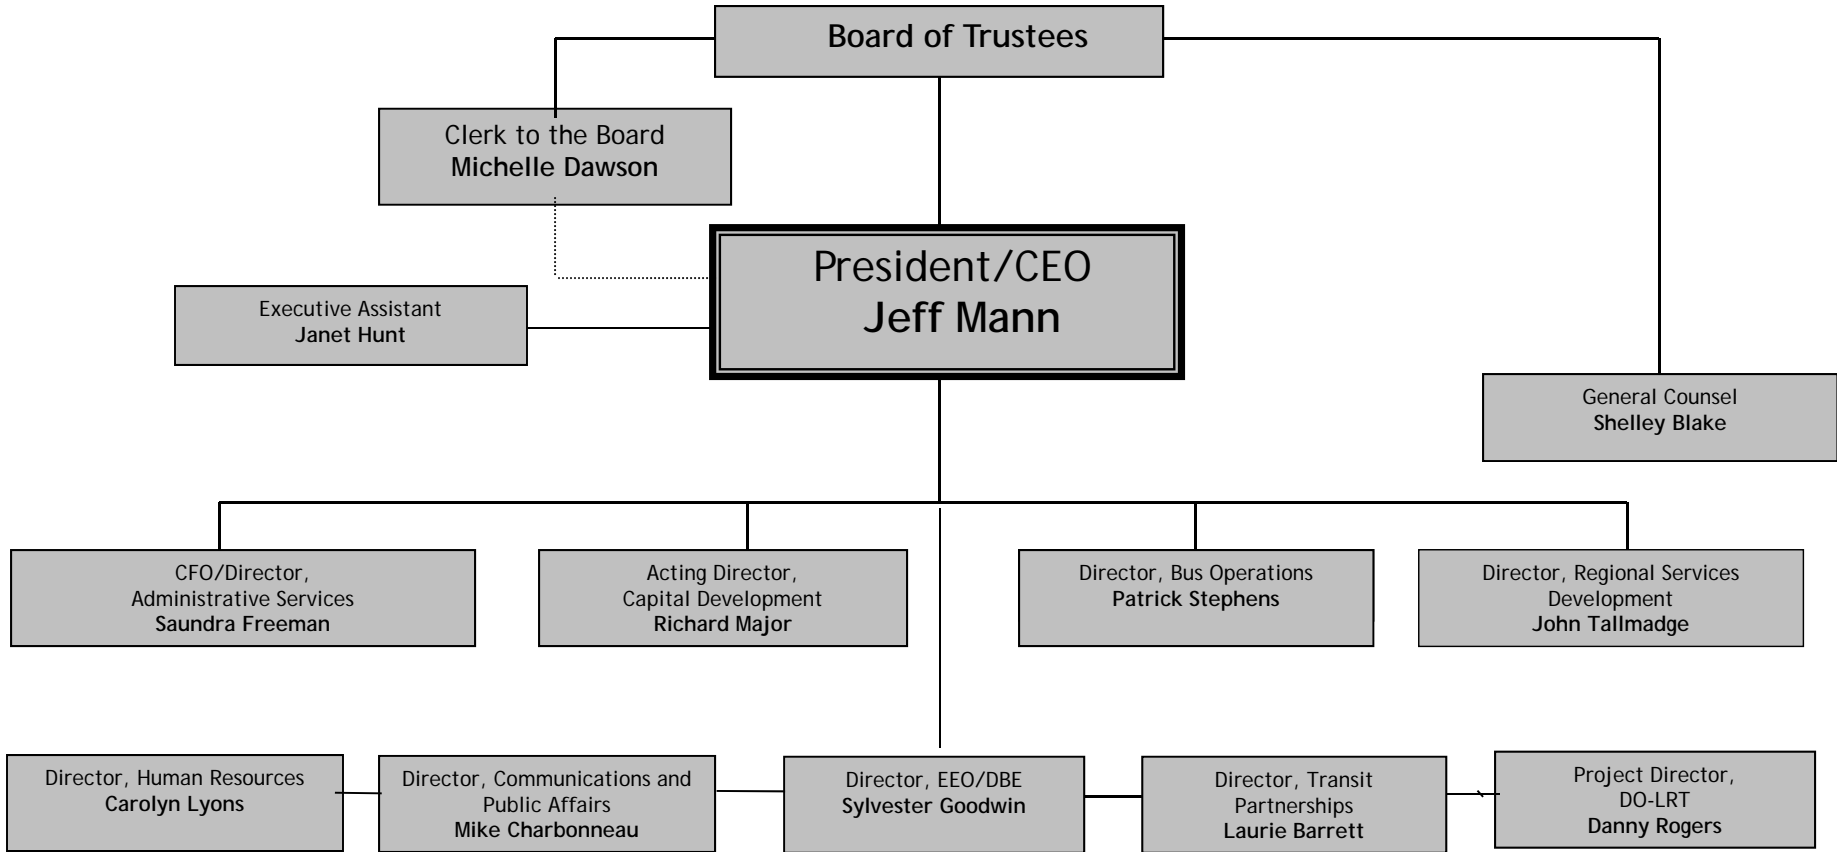 Board of Trustees
Clerk to the Board
Michelle Dawson
President/CEO
Jeff Mann
Executive Assistant
Janet Hunt
General Counsel
Shelley Blake
CFO/Director,
Administrative Services
Saundra Freeman
Acting Director,
Capital Development
Richard Major
Director, Bus Operations
Patrick Stephens
Director, Regional Services
Development
John Tallmadge
Director, Human Resources
Carolyn Lyons
Director, Communications and
Public Affairs
Mike Charbonneau
Director, EEO/DBE
Sylvester Goodwin
Director, Transit
Partnerships
Laurie Barrett
Project Director,
DO-LRT
Danny Rogers